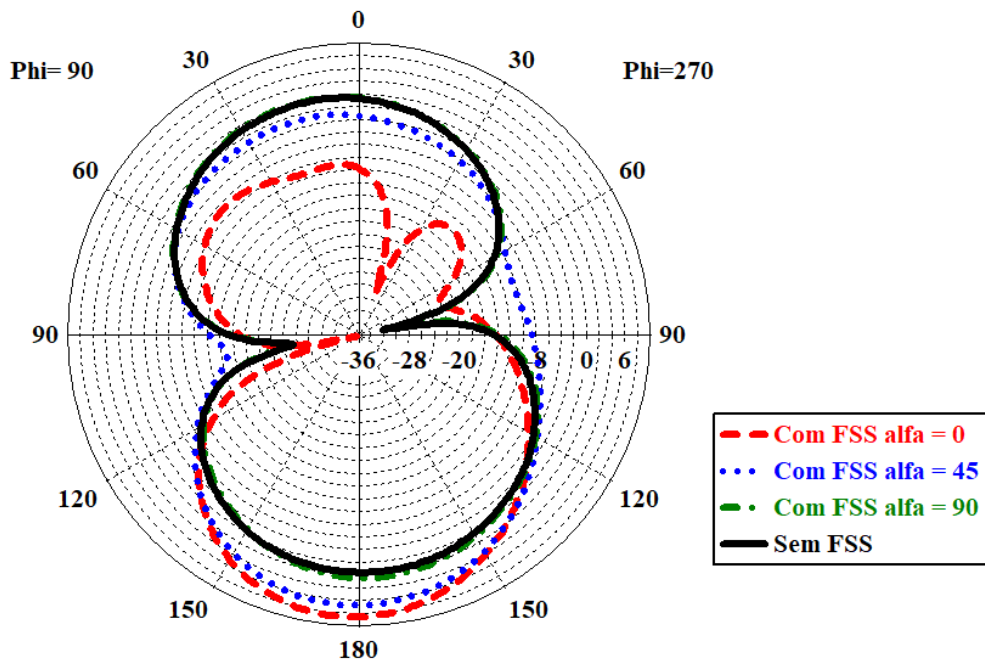 0
30
30
Phi= 90
Phi=270
60
60
90
90
-36 -28 -20 -8 0 6
120
120
150
150
180
Com FSS alfa = 0
Com FSS alfa = 45
Com FSS alfa = 90
Sem FSS